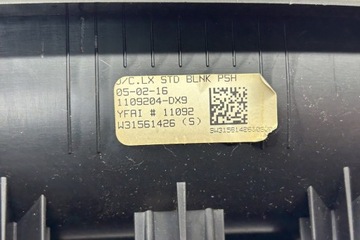 J/C.LX STD BLNK PSH
05-02-16
1109204-DX9
YFAI # 11092
W31561426 (S)